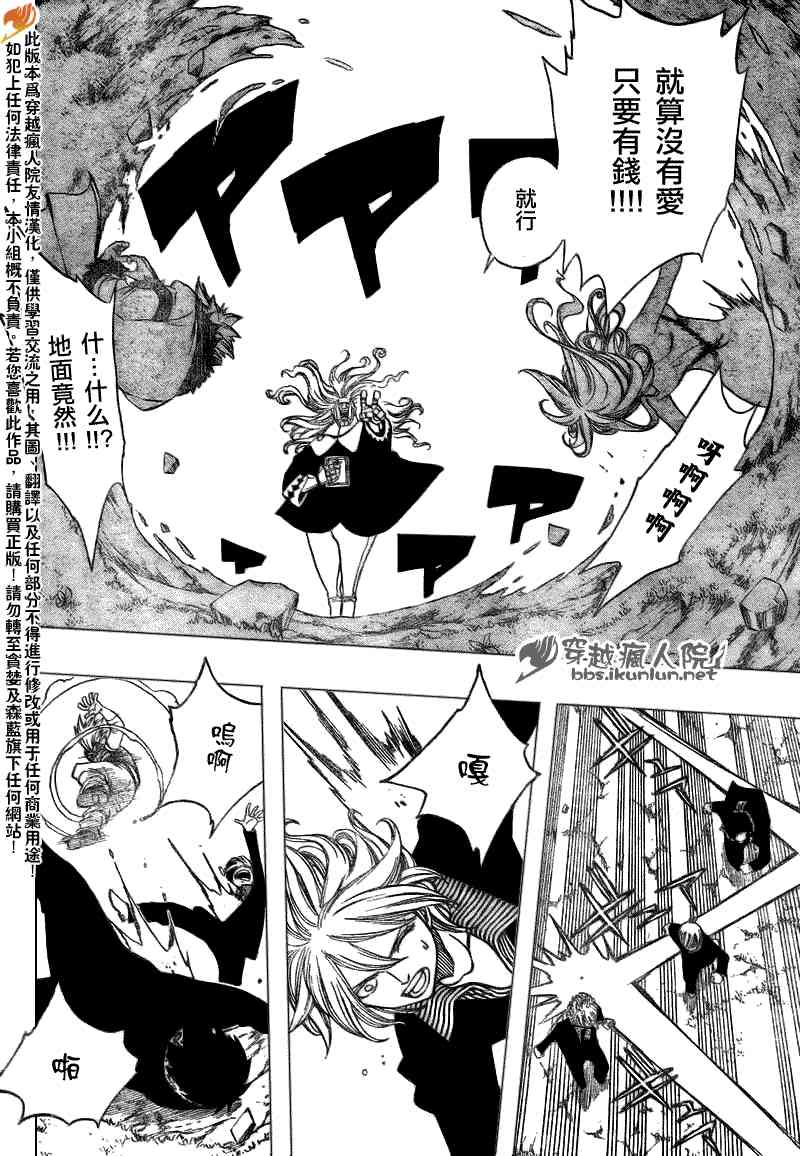 就算沒有愛
只要有錢!!!!
就行
アアア
什…什么!!?
地面竟然!!!
呀啊啊啊
アアア
穿越瘋人院
bbs.ikunlun.net
嘎
嗚啊
啪
此版本爲穿越瘋人院友情漢化，僅供學習交流之用，其圖、翻譯以及任何部分不得進行修改或用于任何商業用途！
如犯上任何法律責任，本小組概不負責。若您喜歡此作品，請購買正版！請勿轉至貪婪及森藍旗下任何網站！